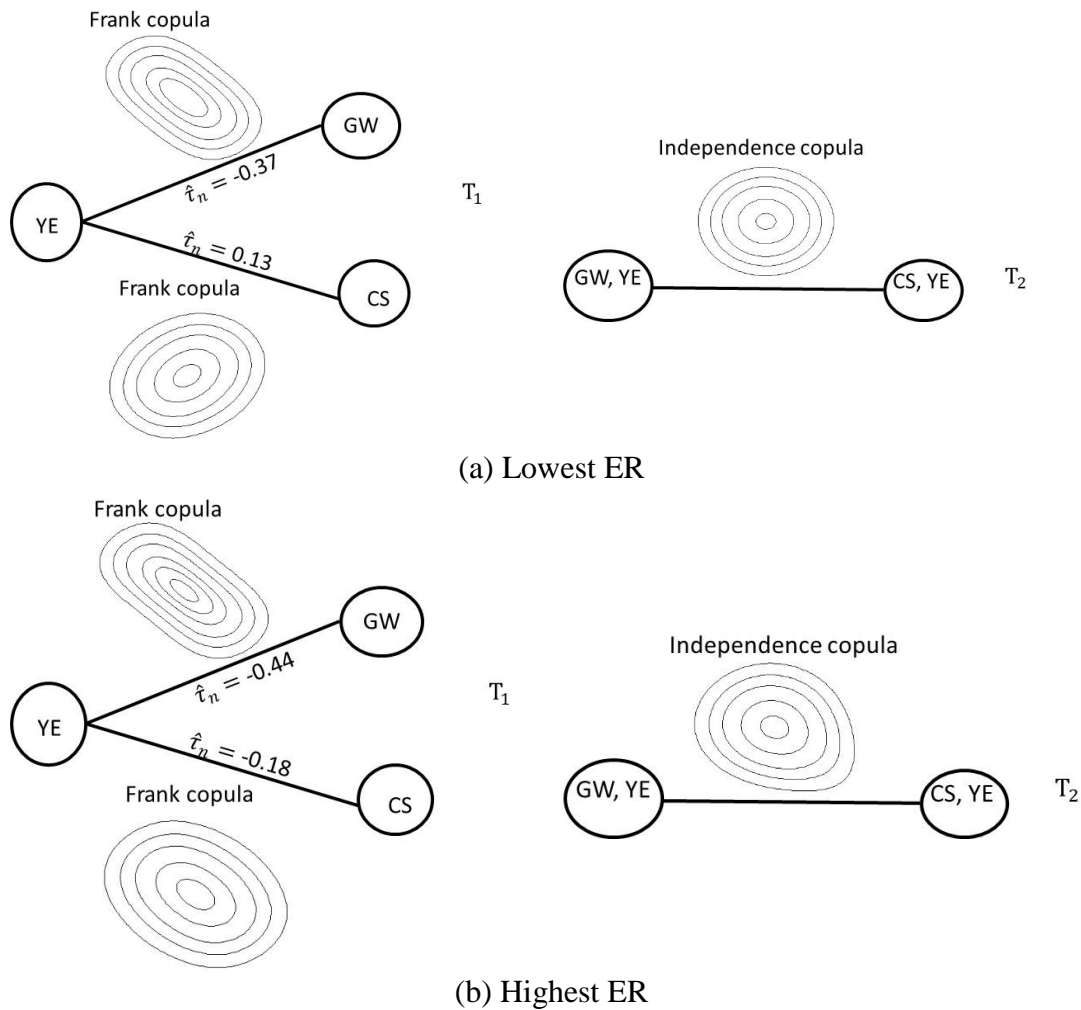 Frank copula
GW
τ̂ₙ = -0.37
T₁
YE
τ̂ₙ = 0.13
Frank copula
CS
Independence copula
GW, YE
CS, YE
T₂
(a) Lowest ER
Frank copula
GW
τ̂ₙ = -0.44
T₁
YE
τ̂ₙ = -0.18
Frank copula
CS
Independence copula
GW, YE
CS, YE
T₂
(b) Highest ER